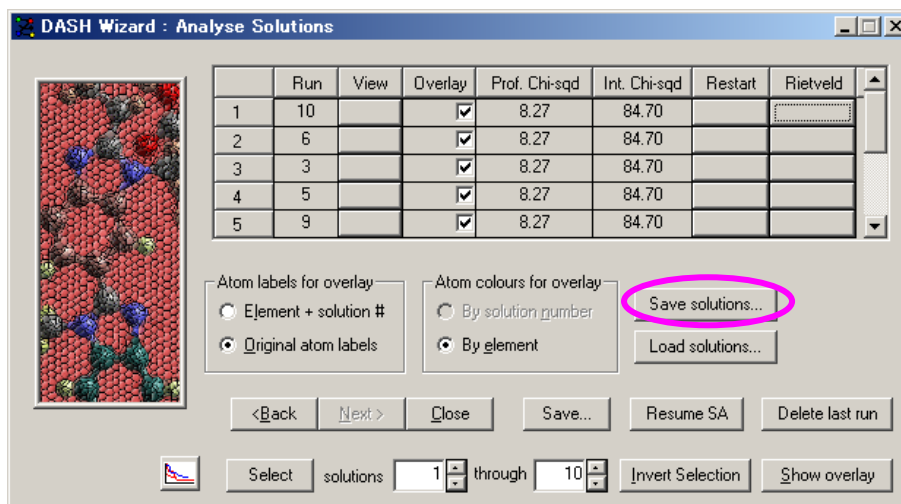 DASH Wizard : Analyse Solutions
Run View Overlay Prof. Chi-sqd Int. Chi-sqd Restart Rietveld
1 10 8.27 84.70
2 6 8.27 84.70
3 3 8.27 84.70
4 5 8.27 84.70
5 9 8.27 84.70
Atom labels for overlay
Element + solution #
Original atom labels
Atom colours for overlay
By solution number
By element
Save solutions...
Load solutions...
<Back Next > Close Save... Resume SA Delete last run
Select solutions 1 through 10 Invert Selection Show overlay